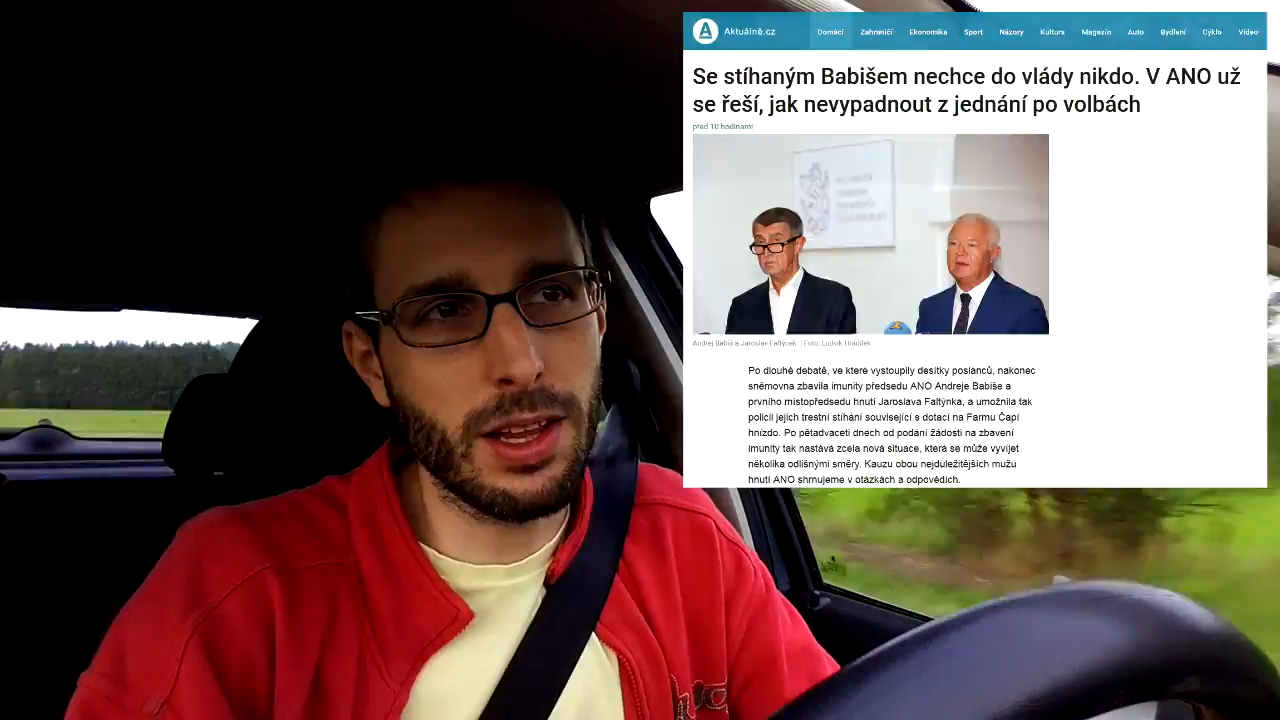 Aktuálně.cz
Domácí Zahraničí Ekonomika Sport Názory Kultura Magazín Auto Bydlení Cyklo Video
Se stíhaným Babišem nechce do vlády nikdo. V ANO už
se řeší, jak nevypadnout z jednání po volbách
před 10 hodinami
Andrej Babiš a Jaroslav Faltýnek | Foto: Ludvík Hradilek
Po dlouhé debatě, ve které vystoupily desítky poslanců, nakonec
sněmovna zbavila imunity předsedu ANO Andreje Babiše a
prvního místopředsedu hnutí Jaroslava Faltýnka, a umožnila tak
policii jejich trestní stíhání související s dotací na Farmu Čapí
hnízdo. Po pětadvaceti dnech od podání žádosti na zbavení
imunity tak nastává zcela nová situace, která se může vyvíjet
několika odlišnými směry. Kauzu obou nejdůležitějších mužů
hnutí ANO shrnujeme v otázkách a odpovědích.